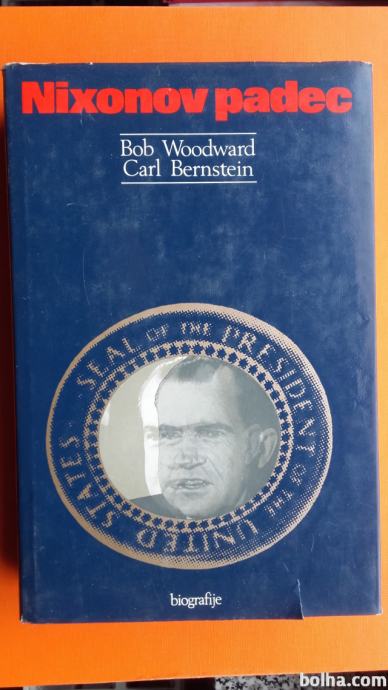 Nixonov padec
Bob Woodward
Carl Bernstein
SEAL OF THE PRESIDENT OF THE UNITED STATES
biografije
bolha.com